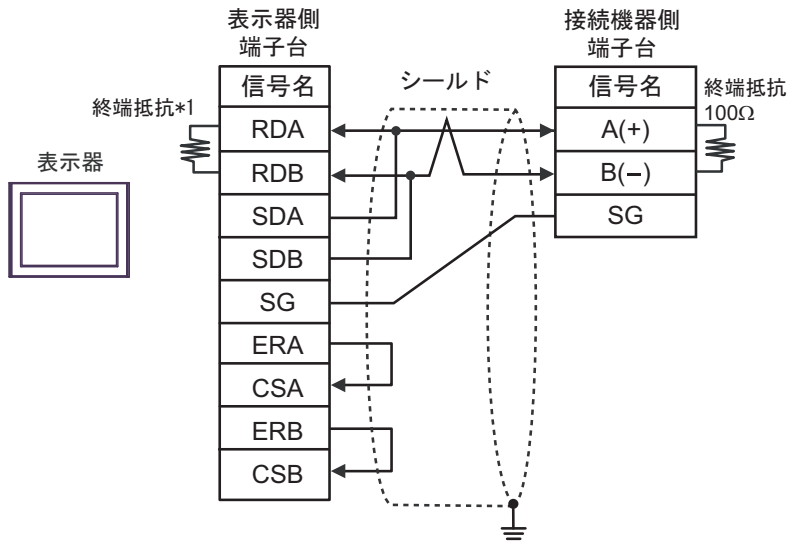 表示器側
端子台
接続機器側
端子台
信号名
シールド
信号名
終端抵抗
100Ω
終端抵抗*1
RDA
A(+)
表示器
RDB
B(−)
SDA
SG
SDB
SG
ERA
CSA
ERB
CSB